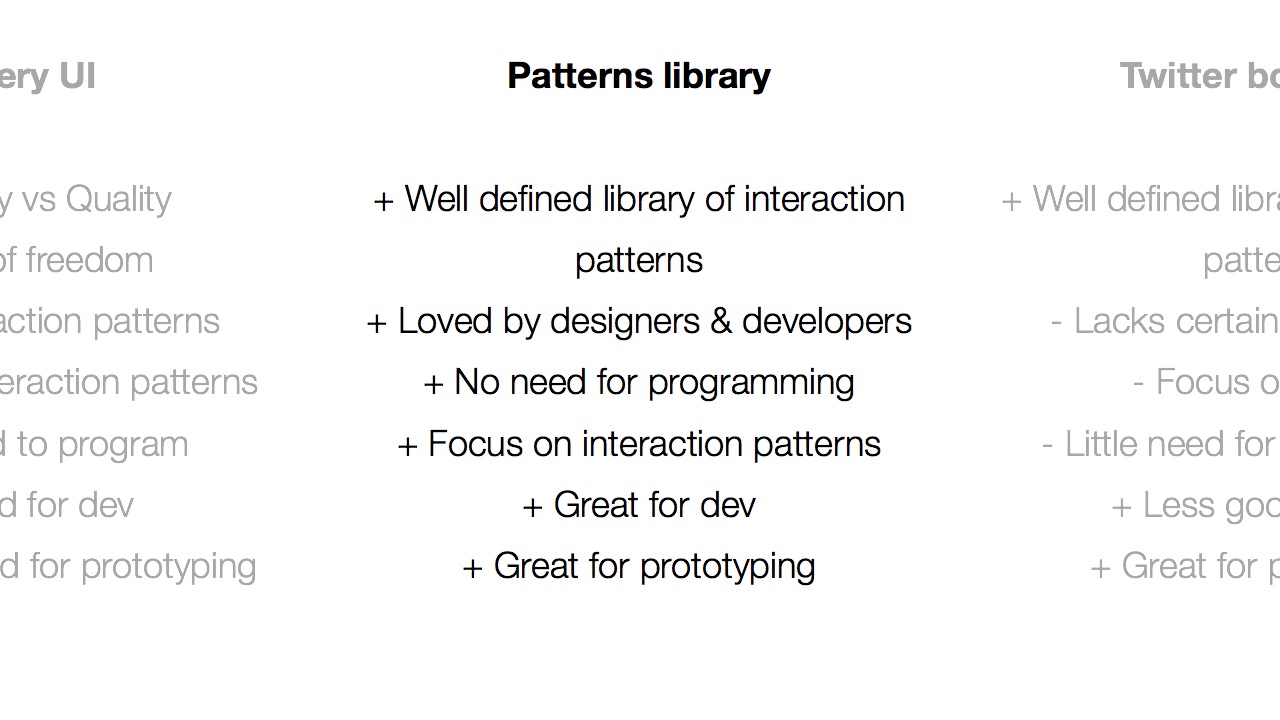 ery UI
y vs Quality
of freedom
action patterns
eraction patterns
d to program
d for dev
d for prototyping
Patterns library
+ Well defined library of interaction
patterns
+ Loved by designers & developers
+ No need for programming
+ Focus on interaction patterns
+ Great for dev
+ Great for prototyping
Twitter bo
+ Well defined libra
patte
- Lacks certain
- Focus o
- Little need for
+ Less goo
+ Great for p